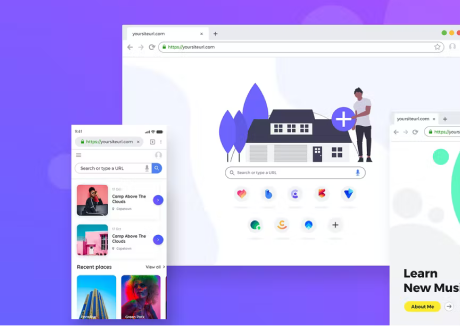 yoursiteurl.com × +
https://yoursiteurl.com
Search or type a URL
9:41
https://yoursiteurl.com
Search or type a URL
Camp Above The
Clouds
Camp Above The
Clouds
Recent places
View all
yoursiteurl.com × +
https://yours
Learn
New Mus
About Me